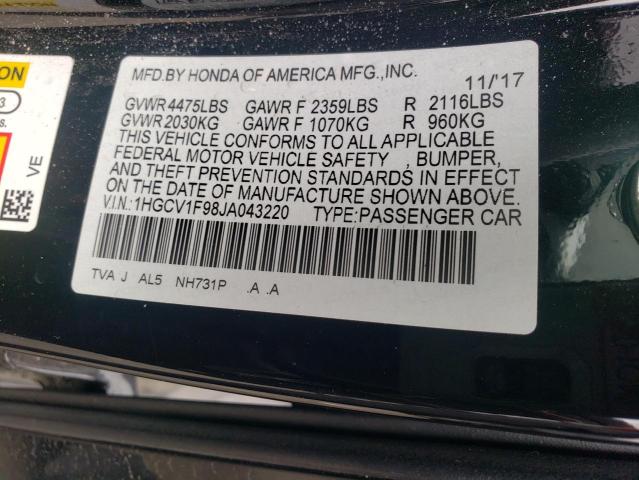 MFD.BY HONDA OF AMERICA MFG.,INC. 11/'17
GVWR 4475LBS GAWR F 2359LBS R 2116LBS
GVWR 2030KG GAWR F 1070KG R 960KG
THIS VEHICLE CONFORMS TO ALL APPLICABLE
FEDERAL MOTOR VEHICLE SAFETY , BUMPER,
AND THEFT PREVENTION STANDARDS IN EFFECT
ON THE DATE OF MANUFACTURE SHOWN ABOVE.
V.I.N.:1HGCV1F98JA043220 TYPE:PASSENGER CAR
TVA J AL5 NH731P .A .A
ION
3
s.
VE